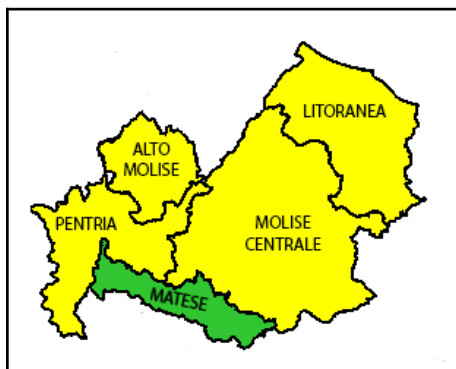 LITORANEA
ALTO
MOLISE
PENTRIA
MOLISE
CENTRALE
MATESE